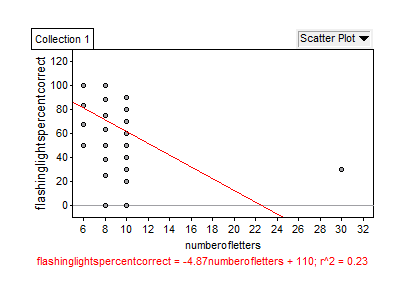 Collection 1
Scatter Plot
flashinglightspercentcorrect
120
100
80
60
40
20
0
6 8 10 12 14 16 18 20 22 24 26 28 30 32
numberofletters
flashinglightspercentcorrect = -4.87numberofletters + 110; r^2 = 0.23